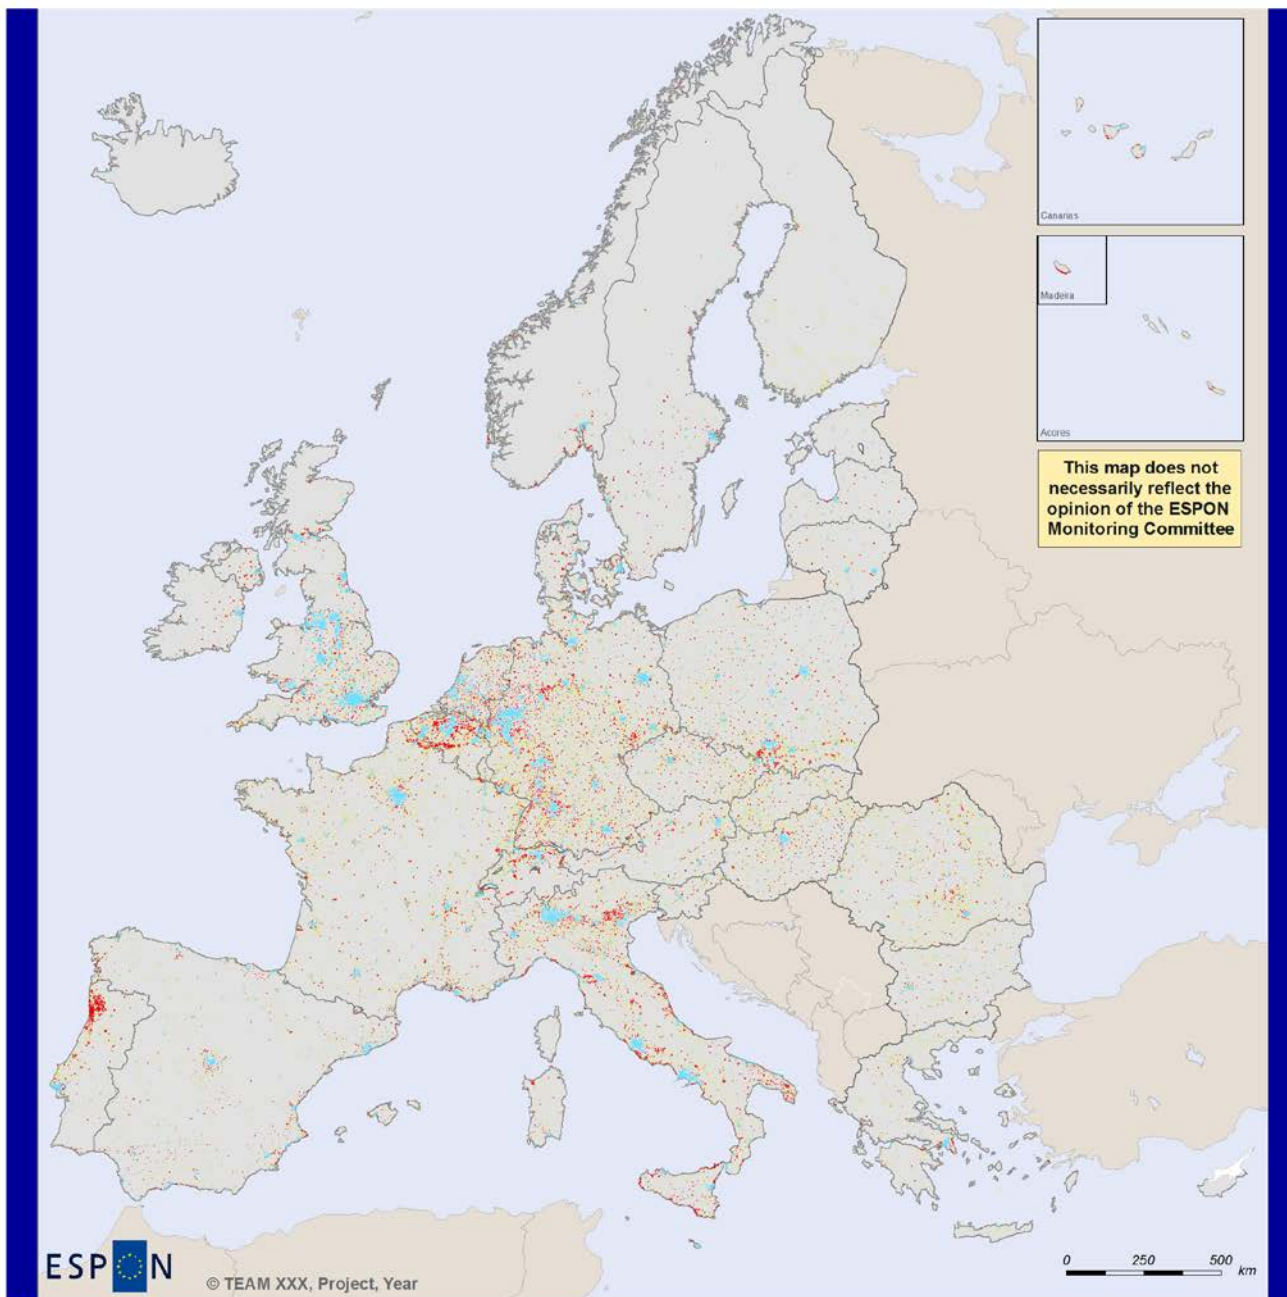 Canarias
Madeira
Acores
This map does not
necessarily reflect the
opinion of the ESPON
Monitoring Committee
ESPON
© TEAM XXX, Project, Year
0 250 500
km